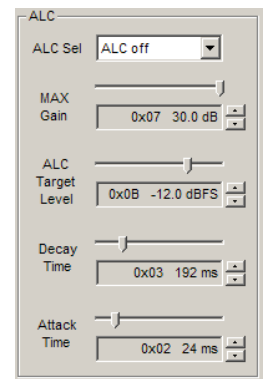 ALC
ALC Sel ALC off
MAX
Gain 0x07 30.0 dB
ALC
Target
Level 0x0B -12.0 dBFS
Decay
Time 0x03 192 ms
Attack
Time 0x02 24 ms